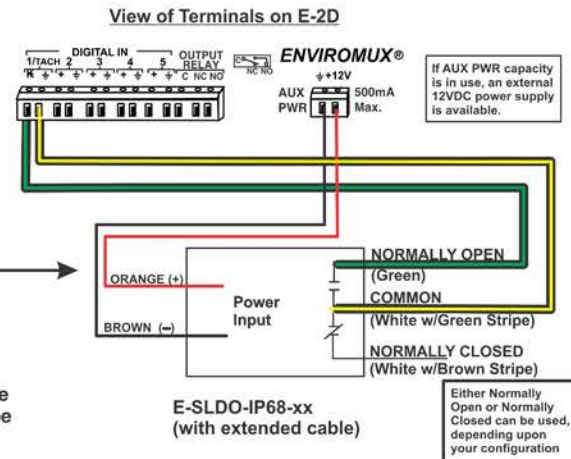 View of Terminals on E-2D
DIGITAL IN
OUTPUT
RELAY
1/TACH 2 3 4 5
+ + + + C NC NO
C
NC NO
ENVIROMUX®
+12V
AUX
PWR
500mA
Max.
If AUX PWR capacity
is in use, an external
12VDC power supply
is available.
ORANGE (+)
BROWN (–)
Power
Input
NORMALLY OPEN
(Green)
COMMON
(White w/Green Stripe)
NORMALLY CLOSED
(White w/Brown Stripe)
E-SLDO-IP68-xx
(with extended cable)
Either Normally
Open or Normally
Closed can be used,
depending upon
your configuration